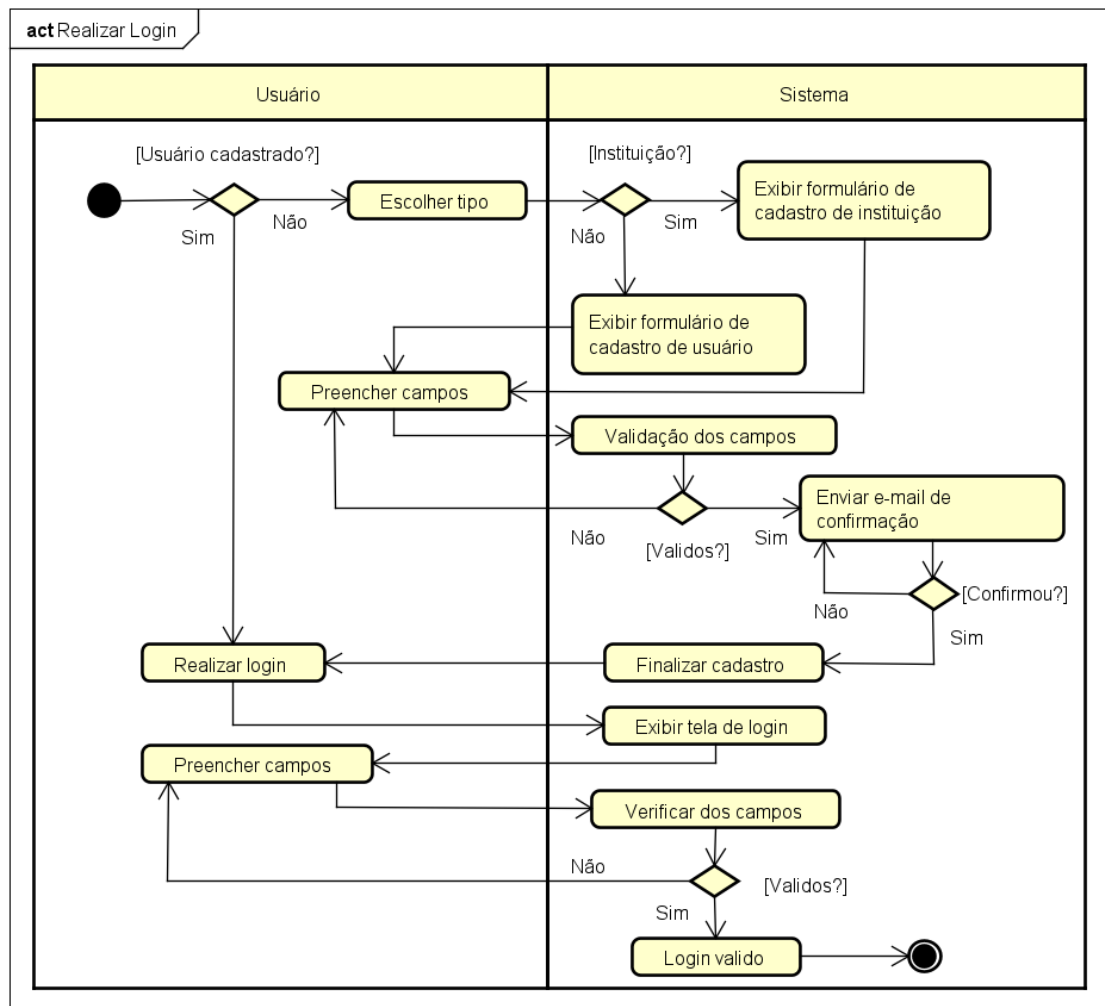 act Realizar Login
Usuário
Sistema
[Usuário cadastrado?]
[Instituição?]
Escolher tipo
Exibir formulário de
cadastro de instituição
Não
Sim
Não
Sim
Exibir formulário de
cadastro de usuário
Preencher campos
Validação dos campos
Enviar e-mail de
confirmação
Não
Sim
[Validos?]
[Confirmou?]
Não
Sim
Realizar login
Finalizar cadastro
Exibir tela de login
Preencher campos
Verificar dos campos
Não
[Validos?]
Sim
Login valido